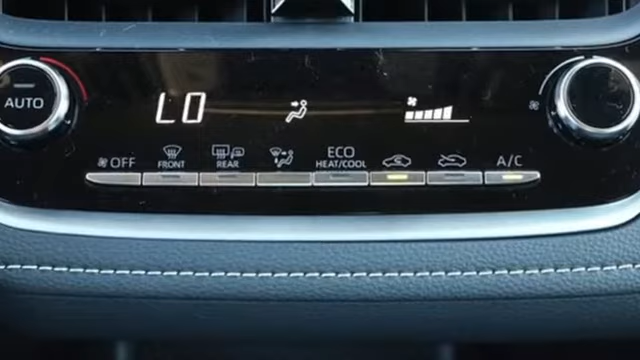 AUTO
LO
OFF
FRONT
REAR
ECO
HEAT/COOL
A/C